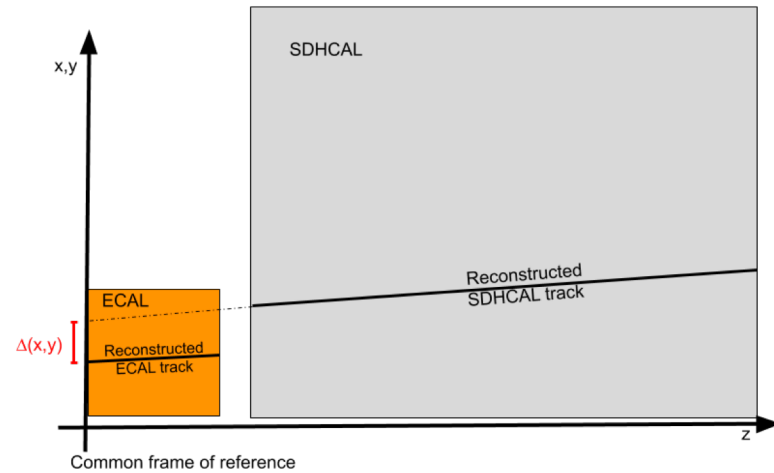 SDHCAL
x,y
Reconstructed
SDHCAL track
ECAL
Δ(x,y)
Reconstructed
ECAL track
z
Common frame of reference